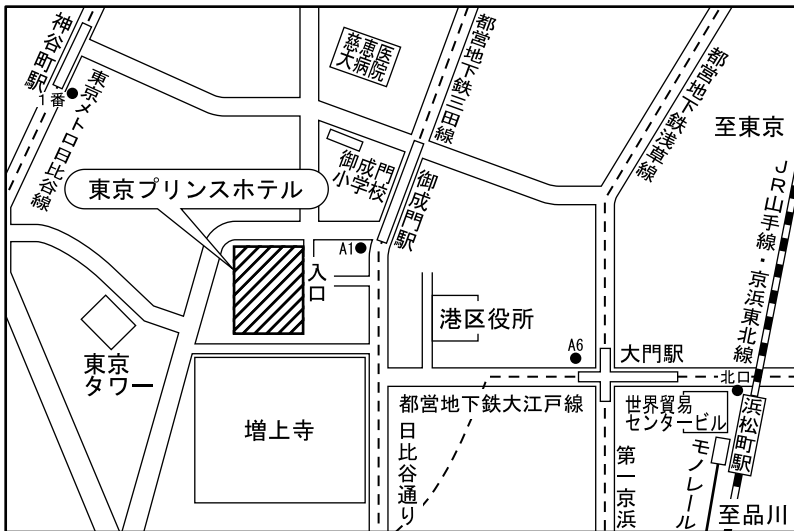 神谷町駅
1番
東京メトロ日比谷線
慈恵医
大病院
都営地下鉄三田線
都営地下鉄浅草線
至東京
JR山手線・京浜東北線
御成門
小学校
御成門駅
東京プリンスホテル
A1
入口
港区役所
A6
大門駅
北口
東京
タワー
増上寺
都営地下鉄大江戸線
日比谷通り
第一京浜
世界貿易
センタービル
モノレール
浜松町駅
至品川